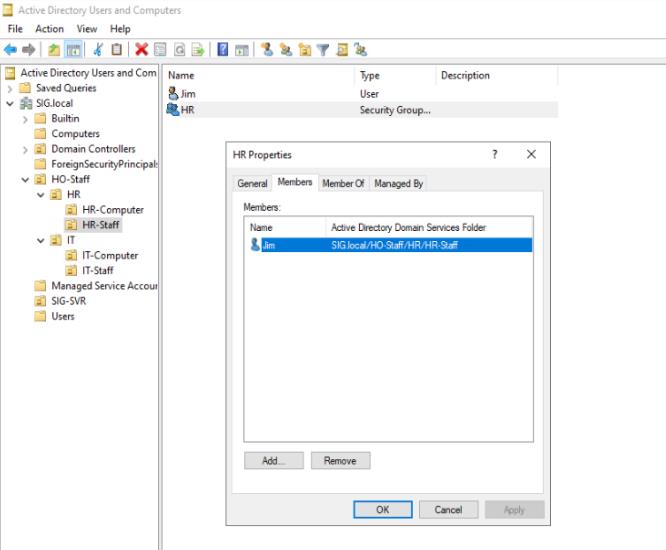 Active Directory Users and Computers
File Action View Help
Active Directory Users and Com
Name Type Description
Saved Queries
Jim User
SIG.local
HR Security Group...
Builtin
Computers
Domain Controllers
ForeignSecurityPrincipals
HO-Staff
HR
HR-Computer
HR-Staff
IT
IT-Computer
IT-Staff
Managed Service Accour
SIG-SVR
Users
HR Properties ? ×
General Members Member Of Managed By
Members:
Name Active Directory Domain Services Folder
Jim SIG.local/HO-Staff/HR/HR-Staff
Add... Remove
OK Cancel Apply